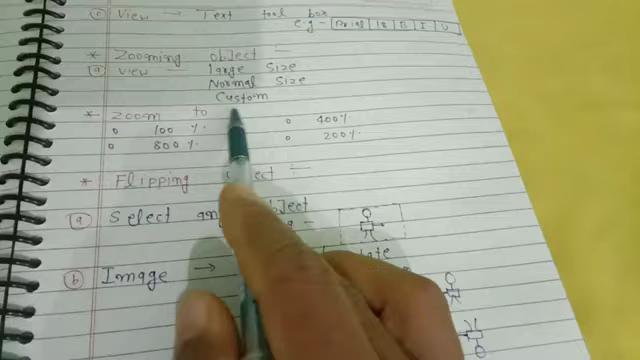 (c) View → Text tool box
e.g - Arial 12 B I U
* Zooming object :-
(a) View - large size
Normal Size
Custom
* Zoom to
o 100 %. o 400%
o 800 %. o 200%.
* Flipping :-
(a) Select object
(b) Image →